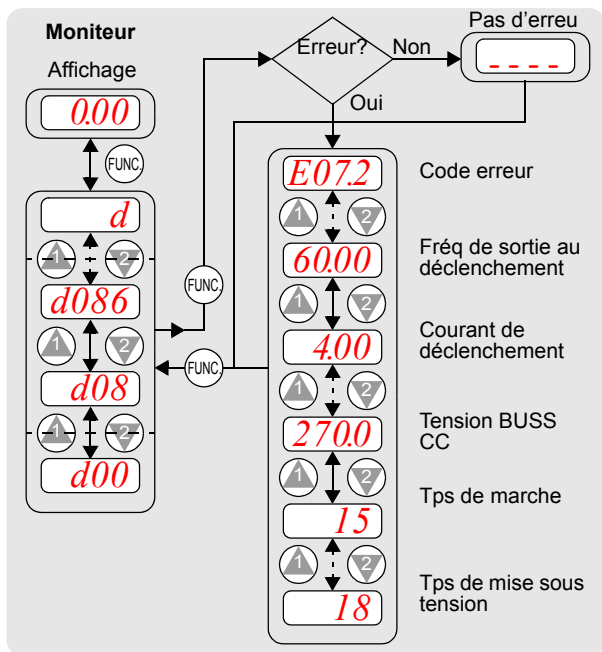 Moniteur
Affichage
0.00
FUNC.
d
1 2
d086
1 2
d08
1 2
d00
FUNC.
FUNC.
Erreur?
Non
Oui
Pas d'erreu
_ _ _ _
E07.2
Code erreur
1 2
60.00
Fréq de sortie au
déclenchement
1 2
4.00
Courant de
déclenchement
1 2
270.0
Tension BUSS
CC
1 2
15
Tps de marche
1 2
18
Tps de mise sous
tension